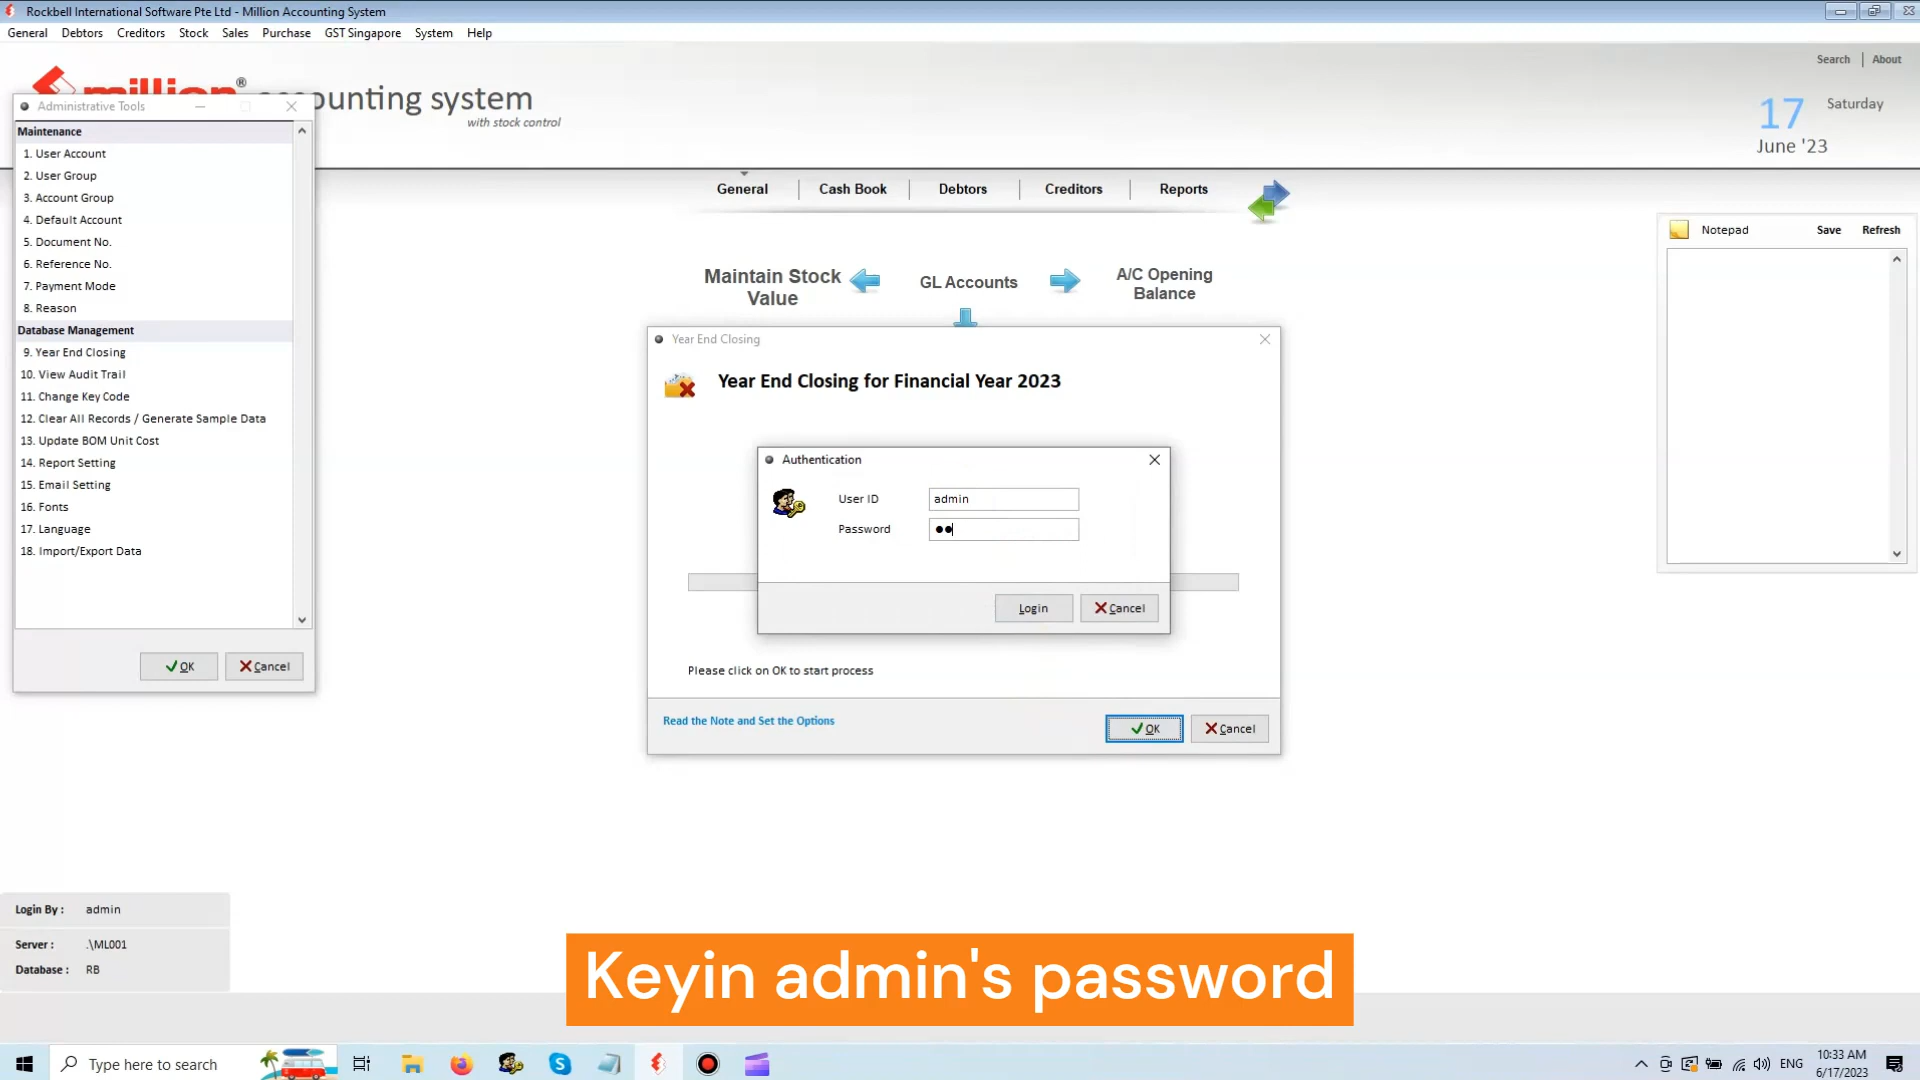 Rockbell International Software Pte Ltd - Million Accounting System
General Debtors Creditors Stock Sales Purchase GST Singapore System Help
Search About
million® accounting system
with stock control
17 Saturday
June '23
Administrative Tools
Maintenance
1. User Account
2. User Group
3. Account Group
4. Default Account
5. Document No.
6. Reference No.
7. Payment Mode
8. Reason
Database Management
9. Year End Closing
10. View Audit Trail
11. Change Key Code
12. Clear All Records / Generate Sample Data
13. Update BOM Unit Cost
14. Report Setting
15. Email Setting
16. Fonts
17. Language
18. Import/Export Data
OK Cancel
General Cash Book Debtors Creditors Reports
Maintain Stock
Value
GL Accounts
A/C Opening
Balance
Notepad Save Refresh
Year End Closing
Year End Closing for Financial Year 2023
Authentication
User ID admin
Password
Login Cancel
Please click on OK to start process
Read the Note and Set the Options
OK Cancel
Login By : admin
Server : .\ML001
Database : RB
Keyin admin's password
Type here to search
ENG
10:33 AM
6/17/2023